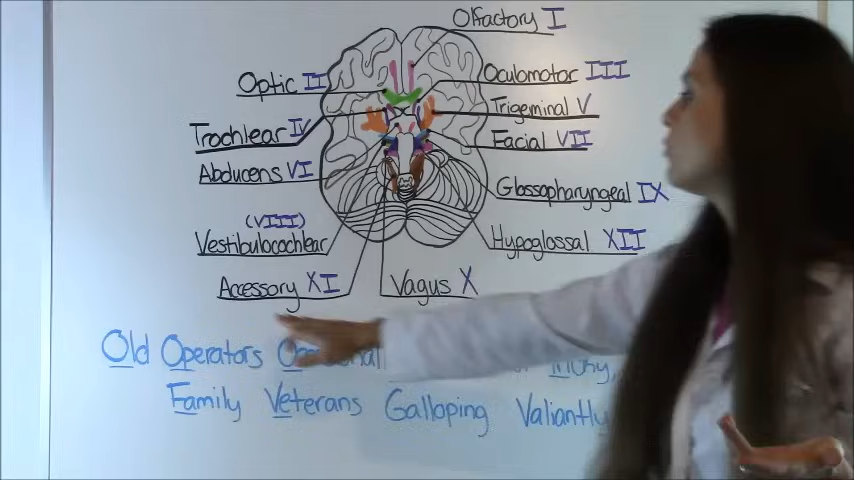 Olfactory I
Optic II
Oculomotor III
Trigeminal V
Trochlear IV
Facial VII
Abducens VI
Glossopharyngeal IX
(VIII)
Vestibulocochlear
Hypoglossal XII
Accessory XI
Vagus X
Old Operators
Family Veterans Galloping Valiantly